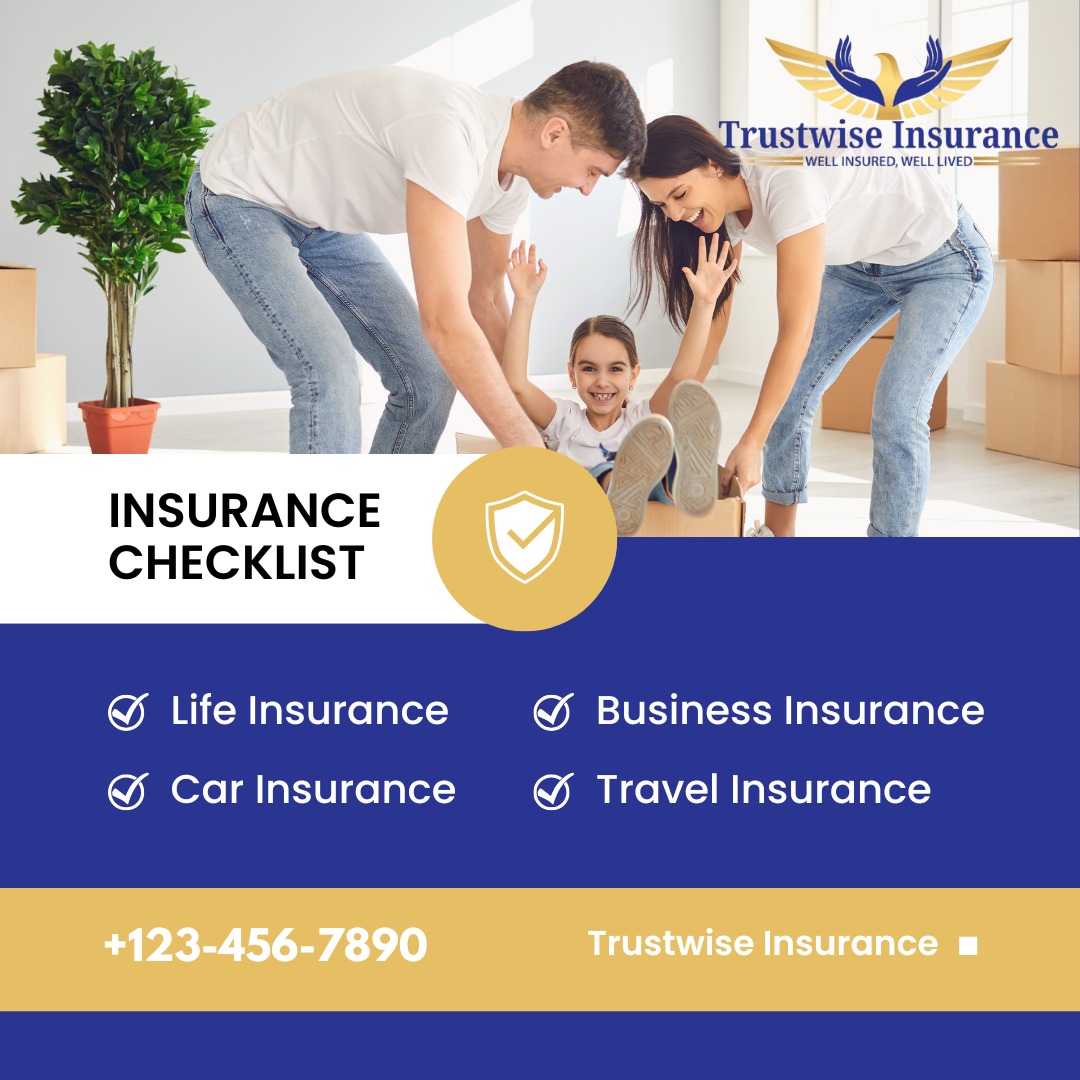 Trustwise Insurance
WELL INSURED, WELL LIVED
INSURANCE
CHECKLIST
Life Insurance
Business Insurance
Car Insurance
Travel Insurance
+123-456-7890
Trustwise Insurance